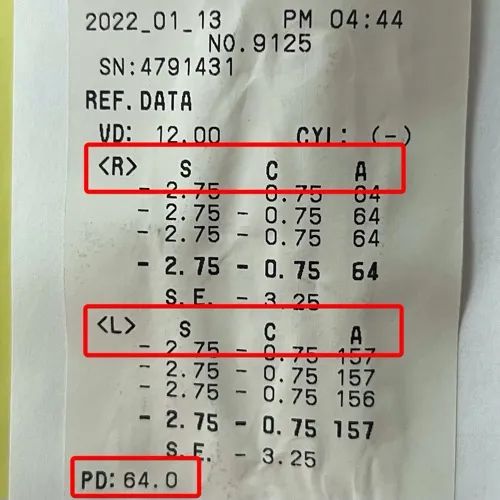 2022_01_13 PM 04:44
NO.9125
SN:4791431
REF.DATA
VD: 12.00 CYL: (-)
<R> S C A
- 2.75 - 0.75 64
- 2.75 - 0.75 64
- 2.75 - 0.75 64
- 2.75 - 0.75 64
S.E. - 3.25
<L> S C A
- 2.75 - 0.75 157
- 2.75 - 0.75 157
- 2.75 - 0.75 156
- 2.75 - 0.75 157
S.E. - 3.25
PD: 64.0